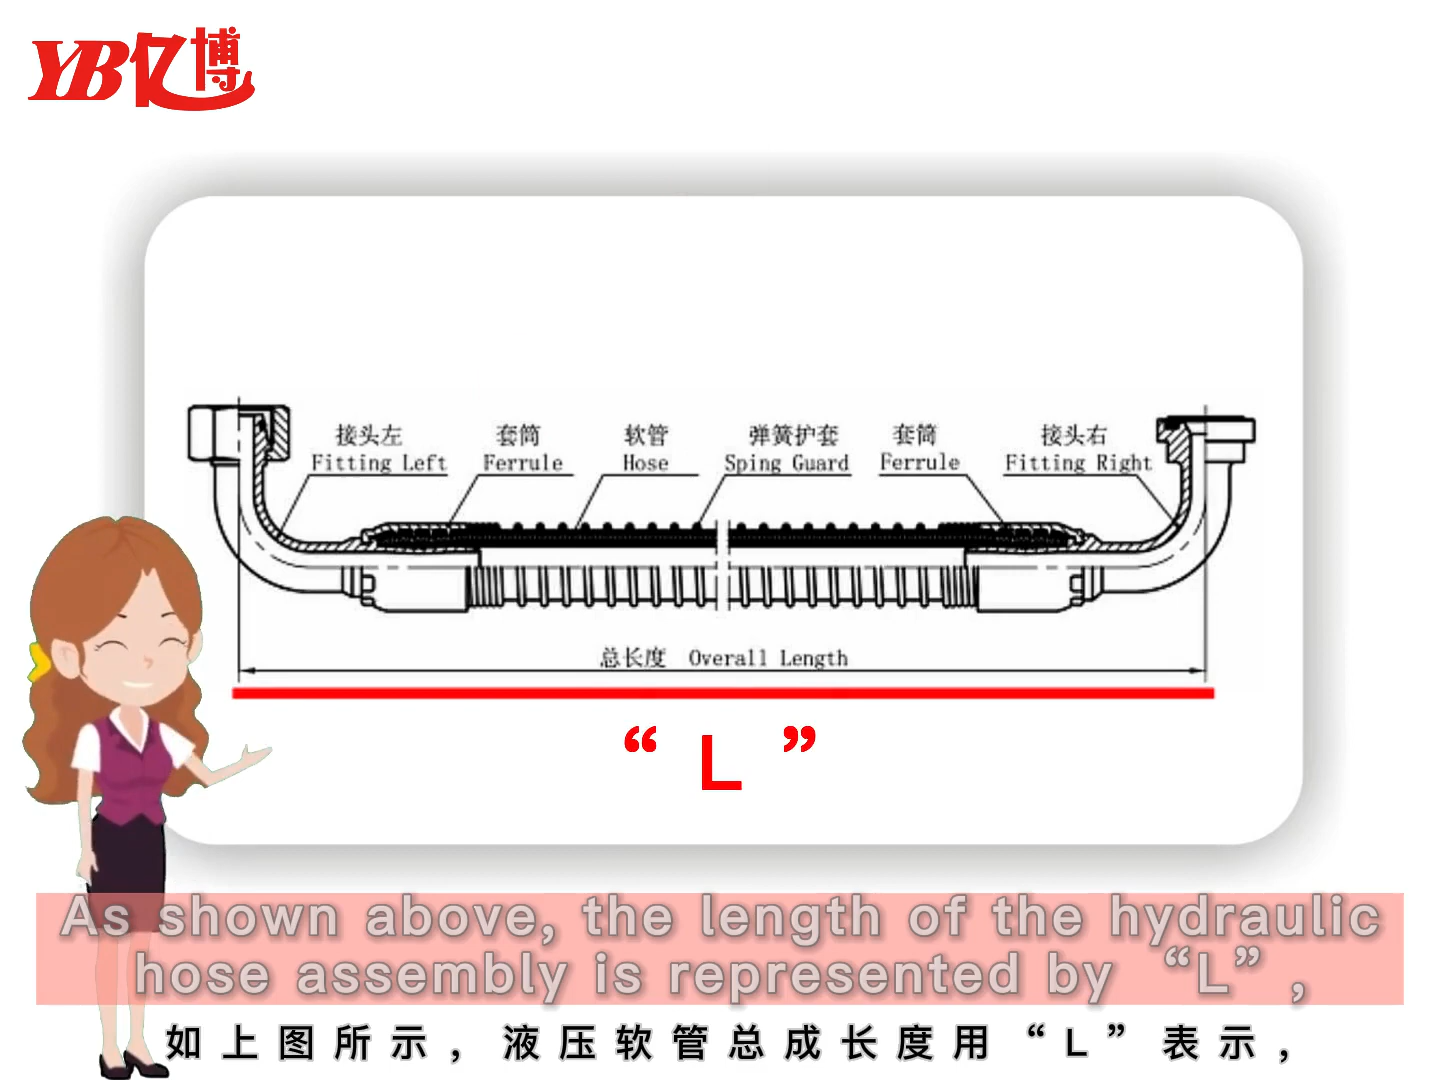 YB亿博
接头左 套筒 软管 弹簧护套 套筒 接头右
Fitting Left Ferrule Hose Sping Guard Ferrule Fitting Right
总长度 Overall Length
“ L ”
As shown above, the length of the hydraulic
hose assembly is represented by “L”,
如上图所示，液压软管总成长度用“L”表示，